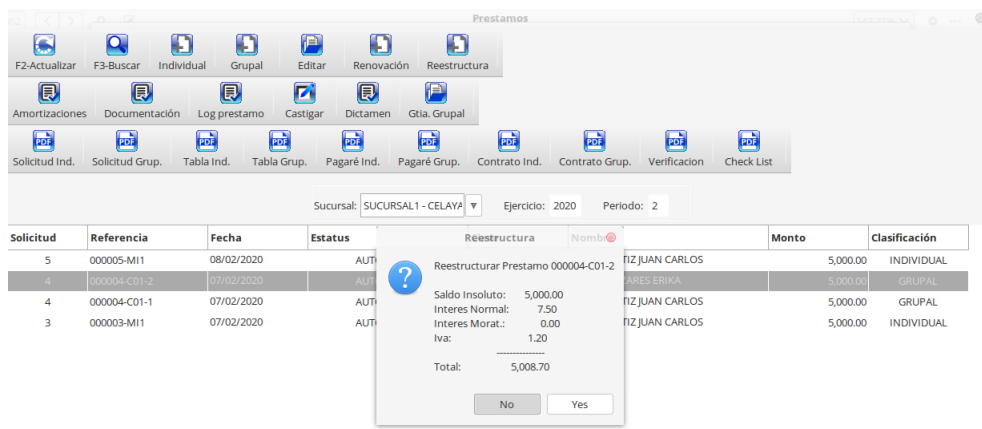 Prestamos
F2-Actualizar F3-Buscar Individual Grupal Editar Renovación Reestructura
Amortizaciones Documentación Log prestamo Castigar Dictamen Gtia. Grupal
PDF PDF PDF PDF PDF PDF PDF PDF PDF PDF
Solicitud Ind. Solicitud Grup. Tabla Ind. Tabla Grup. Pagaré Ind. Pagaré Grup. Contrato Ind. Contrato Grup. Verificacion Check List
Sucursal: SUCURSAL1 - CELAYA Ejercicio: 2020 Periodo: 2
Solicitud Referencia Fecha Estatus Nombre Monto Clasificación
5 000005-MI1 08/02/2020 AUT TIZ JUAN CARLOS 5,000.00 INDIVIDUAL
4 000004-C01-2 07/02/2020 AUT ARES ERIKA 5,000.00 GRUPAL
4 000004-C01-1 07/02/2020 AUT TIZ JUAN CARLOS 5,000.00 GRUPAL
3 000003-MI1 07/02/2020 AUT TIZ JUAN CARLOS 5,000.00 INDIVIDUAL
Reestructura
Reestructurar Prestamo 000004-C01-2
Saldo Insoluto: 5,000.00
Interes Normal: 7.50
Interes Morat.: 0.00
Iva: 1.20
---------------
Total: 5,008.70
No Yes